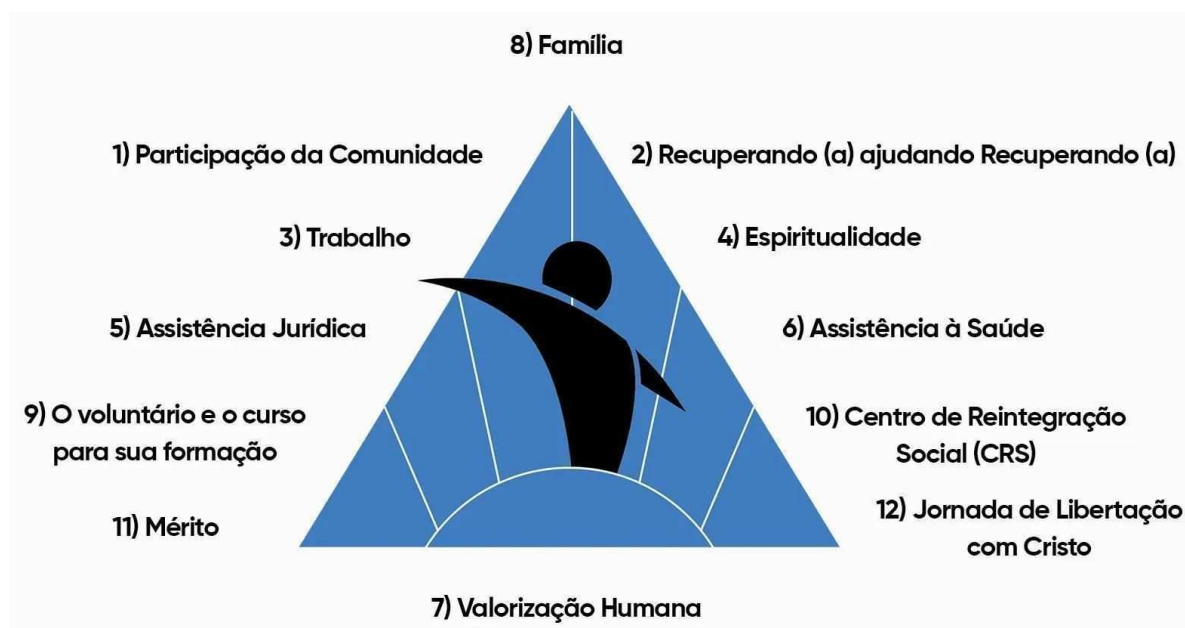 8) Família
1) Participação da Comunidade
2) Recuperando (a) ajudando Recuperando (a)
3) Trabalho
4) Espiritualidade
5) Assistência Jurídica
6) Assistência à Saúde
9) O voluntário e o curso
para sua formação
10) Centro de Reintegração
Social (CRS)
11) Mérito
12) Jornada de Libertação
com Cristo
7) Valorização Humana